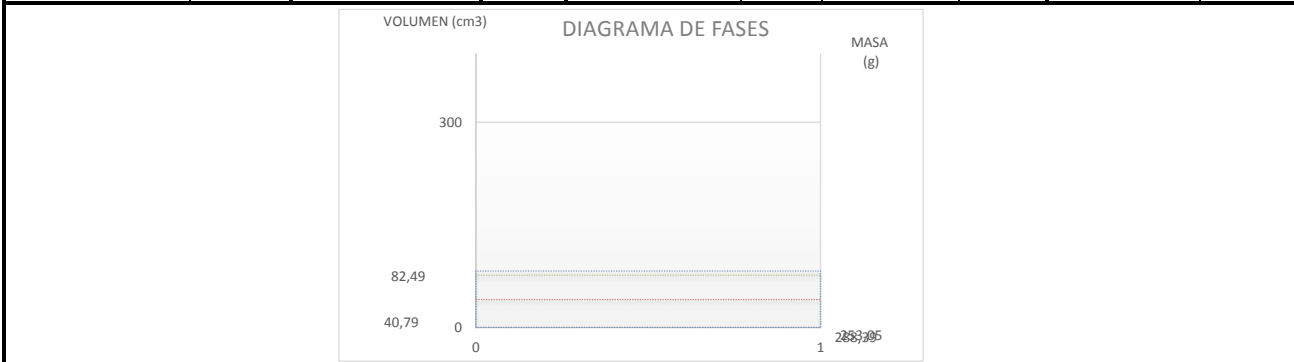 VOLUMEN (cm3)
DIAGRAMA DE FASES
MASA
(g)
300
82,49
40,79
0
0
1